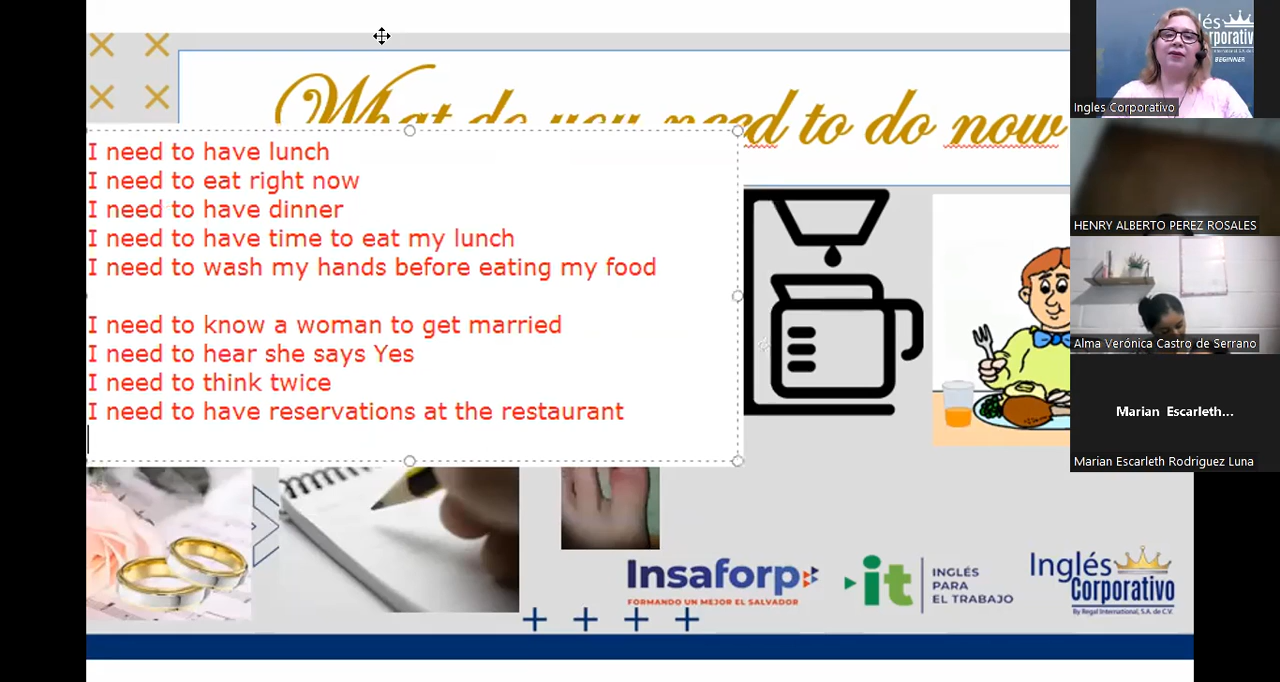 What do you need to do now
I need to have lunch
I need to eat right now
I need to have dinner
I need to have time to eat my lunch
I need to wash my hands before eating my food
I need to know a woman to get married
I need to hear she says Yes
I need to think twice
I need to have reservations at the restaurant
Insaforp
FORMANDO UN MEJOR EL SALVADOR
it
INGLÉS
PARA
EL TRABAJO
Inglés
Corporativo
By Regal International, S.A. de C.V.
glés
orporativo
BEGINNER
Ingles Corporativo
HENRY ALBERTO PEREZ ROSALES
Alma Verónica Castro de Serrano
Marian Escarleth...
Marian Escarleth Rodriguez Luna